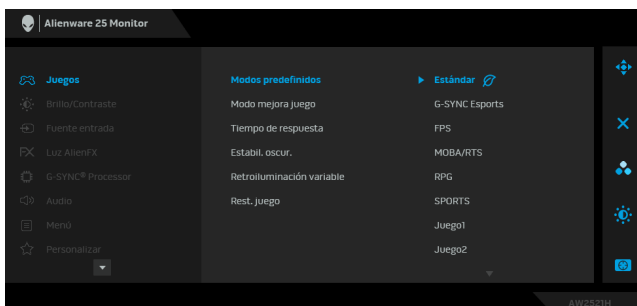 Alienware 25 Monitor
Juegos
Brillo/Contraste
Fuente entrada
FX Luz AlienFX
G-SYNC® Processor
Audio
Menú
Personalizar
Modos predefinidos
Modo mejora juego
Tiempo de respuesta
Estabil. oscur.
Retroiluminación variable
Rest. juego
Estándar
G-SYNC Esports
FPS
MOBA/RTS
RPG
SPORTS
Juego1
Juego2
AW2521H